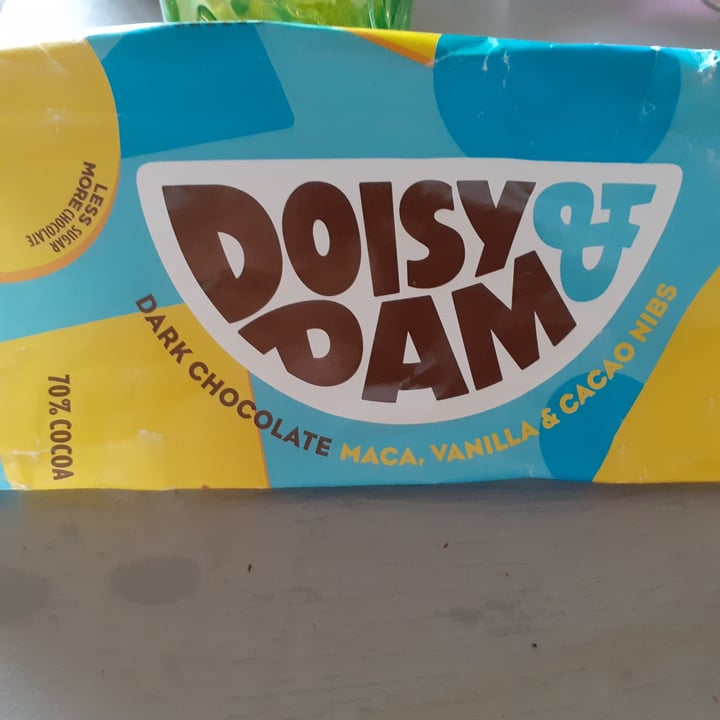 LESS SUGAR
MORE CHOCOLATE
70% COCOA
DOISY &
DAM
DARK CHOCOLATE MACA, VANILLA & CACAO NIBS